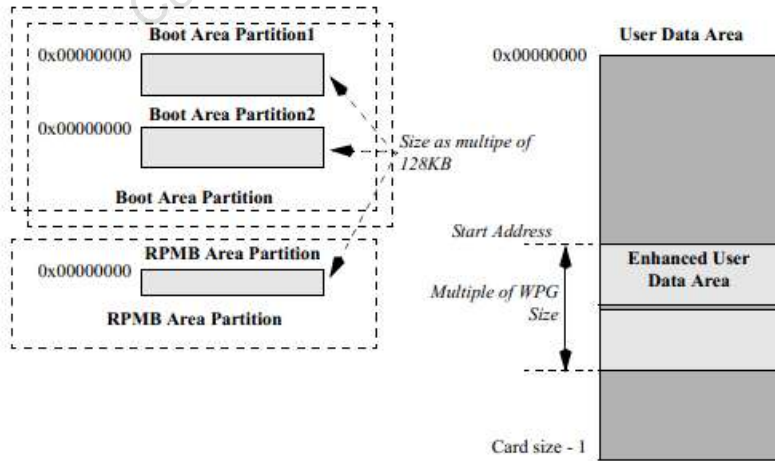 Boot Area Partition1
0x00000000
Boot Area Partition2
0x00000000
Boot Area Partition
Size as multipe of
128KB
RPMB Area Partition
0x00000000
RPMB Area Partition
User Data Area
0x00000000
Start Address
Enhanced User
Data Area
Multiple of WPG
Size
Card size - 1